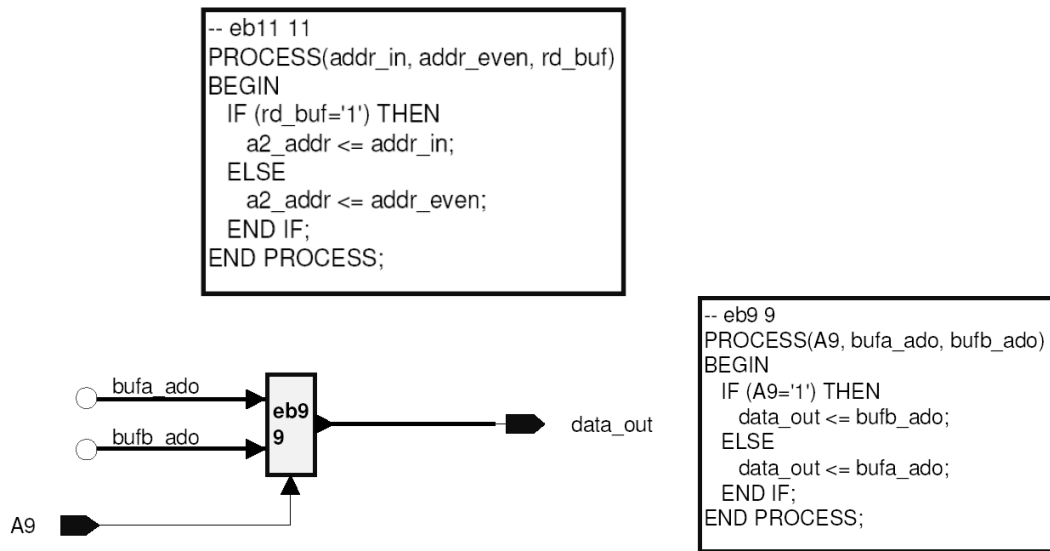 -- eb11 11
PROCESS(addr_in, addr_even, rd_buf)
BEGIN
IF (rd_buf='1') THEN
a2_addr <= addr_in;
ELSE
a2_addr <= addr_even;
END IF;
END PROCESS;
-- eb9 9
PROCESS(A9, bufa_ado, bufb_ado)
BEGIN
IF (A9='1') THEN
data_out <= bufb_ado;
ELSE
data_out <= bufa_ado;
END IF;
END PROCESS;
bufa_ado
bufb_ado
eb9
9
data_out
A9